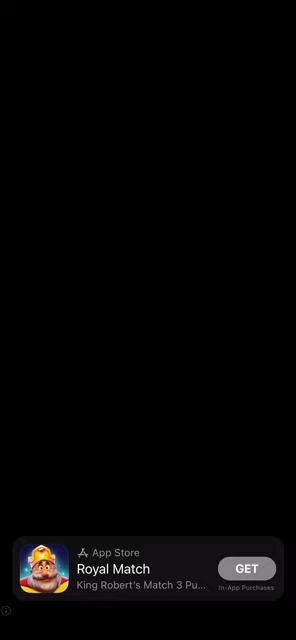 App Store
Royal Match
King Robert's Match 3 Pu...
GET
In-App Purchases